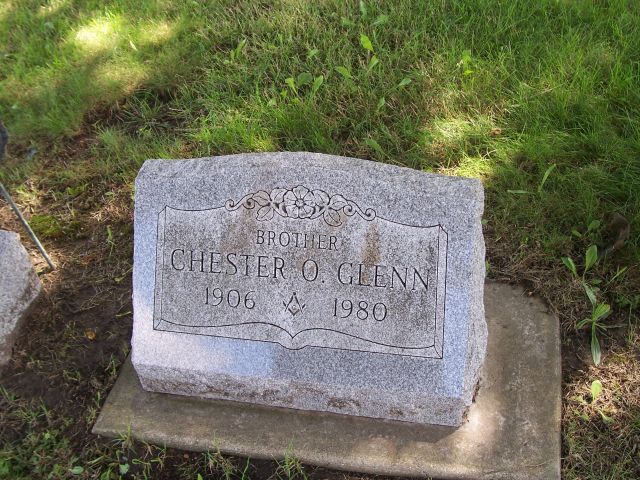 BROTHER
CHESTER O. GLENN
1906 1980